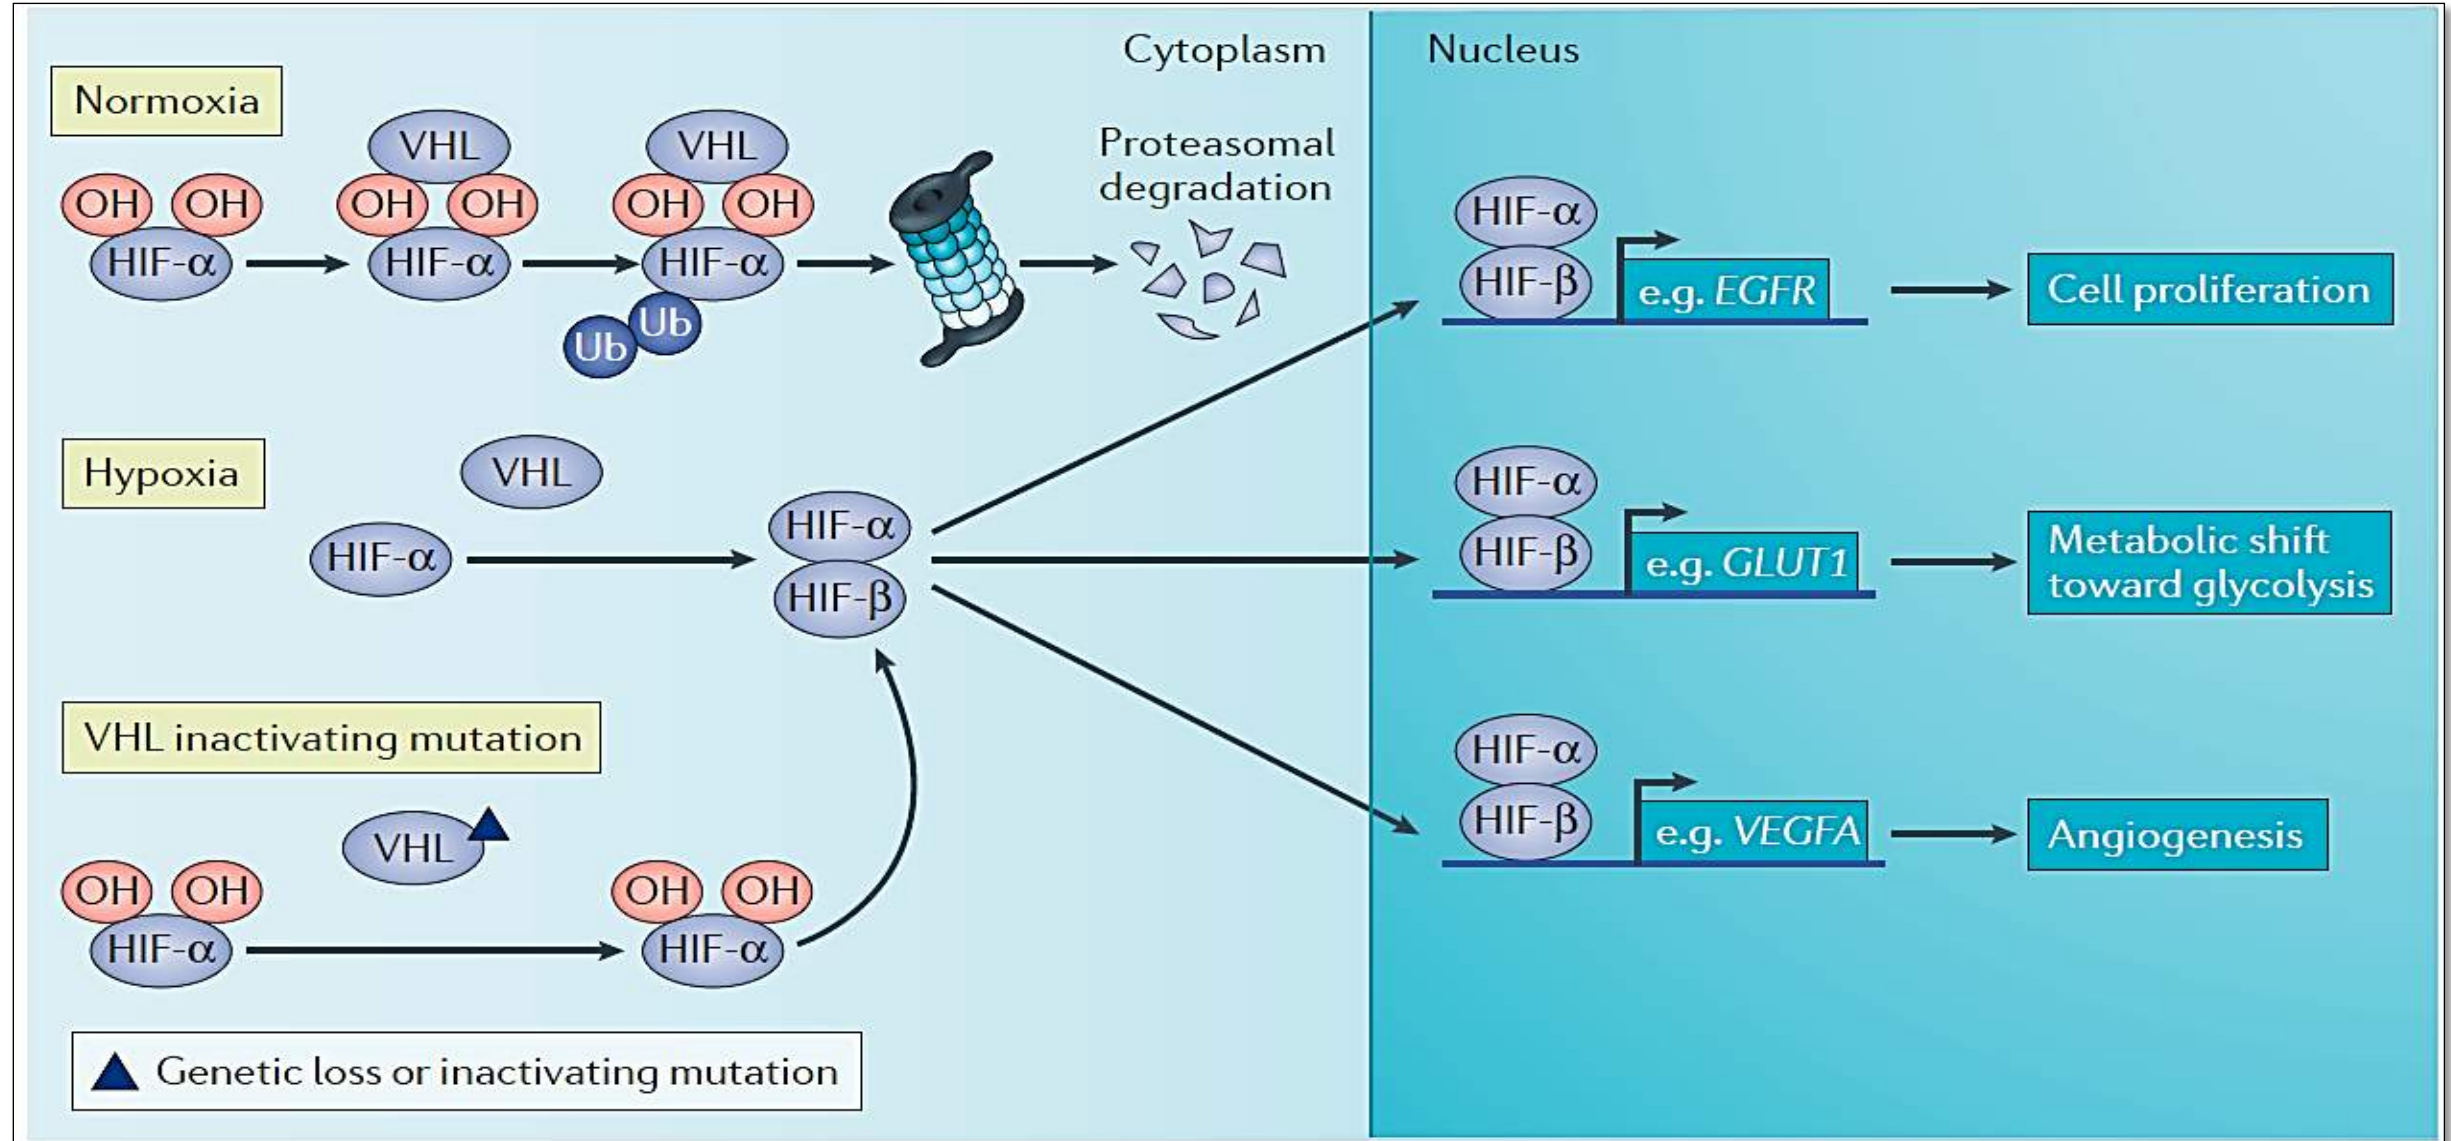 Cytoplasm
Nucleus
Normoxia
VHL
VHL
Proteasomal
degradation
OH OH
OH OH
OH OH
HIF-α
HIF-α
HIF-α
Ub
Ub
HIF-α
HIF-β
e.g. EGFR
Cell proliferation
Hypoxia
VHL
HIF-α
HIF-α
HIF-β
HIF-α
HIF-β
e.g. GLUT1
Metabolic shift
toward glycolysis
VHL inactivating mutation
VHL
OH OH
HIF-α
OH OH
HIF-α
HIF-α
HIF-β
e.g. VEGFA
Angiogenesis
Genetic loss or inactivating mutation